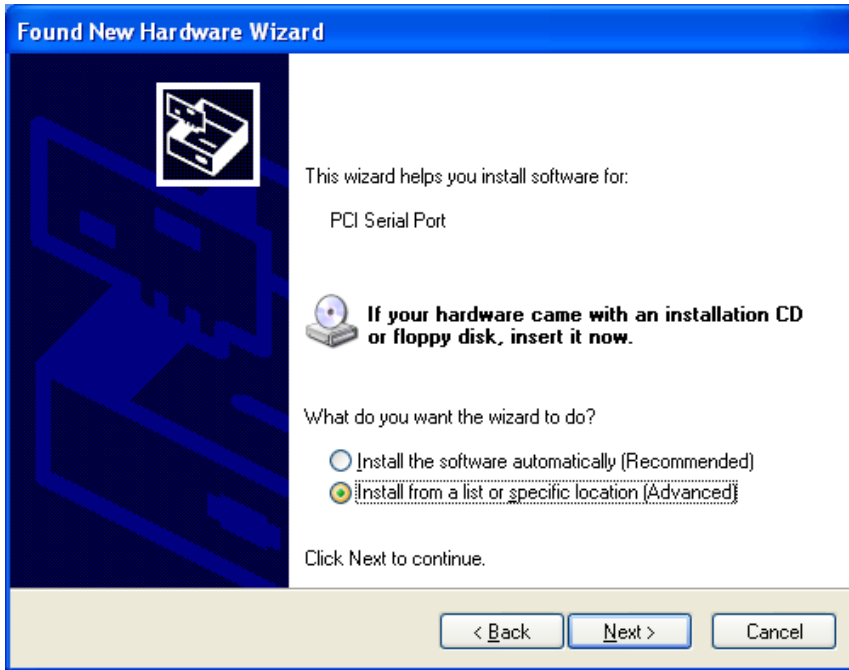 Found New Hardware Wizard
This wizard helps you install software for:
PCI Serial Port
If your hardware came with an installation CD
or floppy disk, insert it now.
What do you want the wizard to do?
Install the software automatically (Recommended)
Install from a list or specific location (Advanced)
Click Next to continue.
< Back Next > Cancel